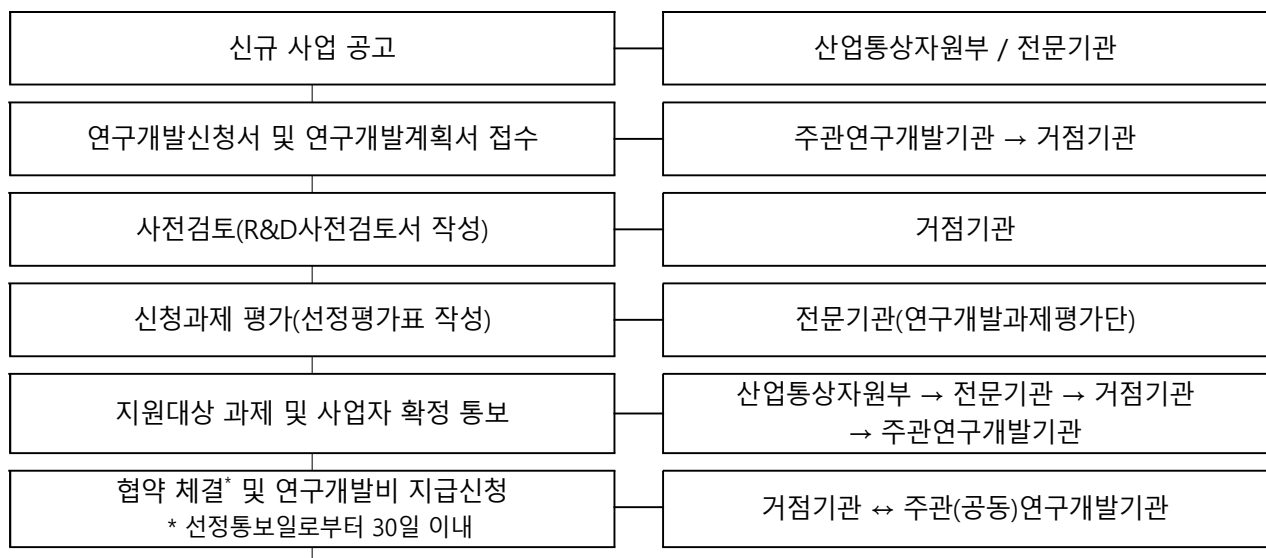 신규 사업 공고
산업통상자원부 / 전문기관
연구개발신청서 및 연구개발계획서 접수
주관연구개발기관 → 거점기관
사전검토(R&D사전검토서 작성)
거점기관
신청과제 평가(선정평가표 작성)
전문기관(연구개발과제평가단)
지원대상 과제 및 사업자 확정 통보
산업통상자원부 → 전문기관 → 거점기관
→ 주관연구개발기관
협약 체결* 및 연구개발비 지급신청
* 선정통보일로부터 30일 이내
거점기관 ↔ 주관(공동)연구개발기관